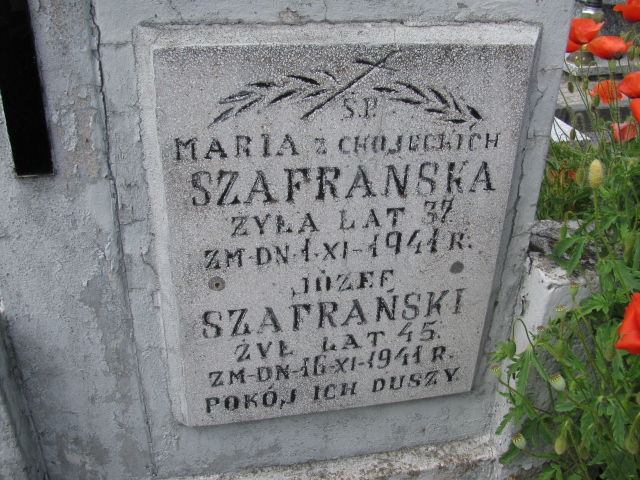 Ś.P.
MARIA z CHOJECKICH
SZAFRAŃSKA
ŻYŁA LAT 37.
ZM-DN-1-XI-1941 R.
JÓZEF
SZAFRAŃSKI
ŻYŁ LAT 45.
ZM-DN-16-XI-1941 R.
POKÓJ ICH DUSZY.